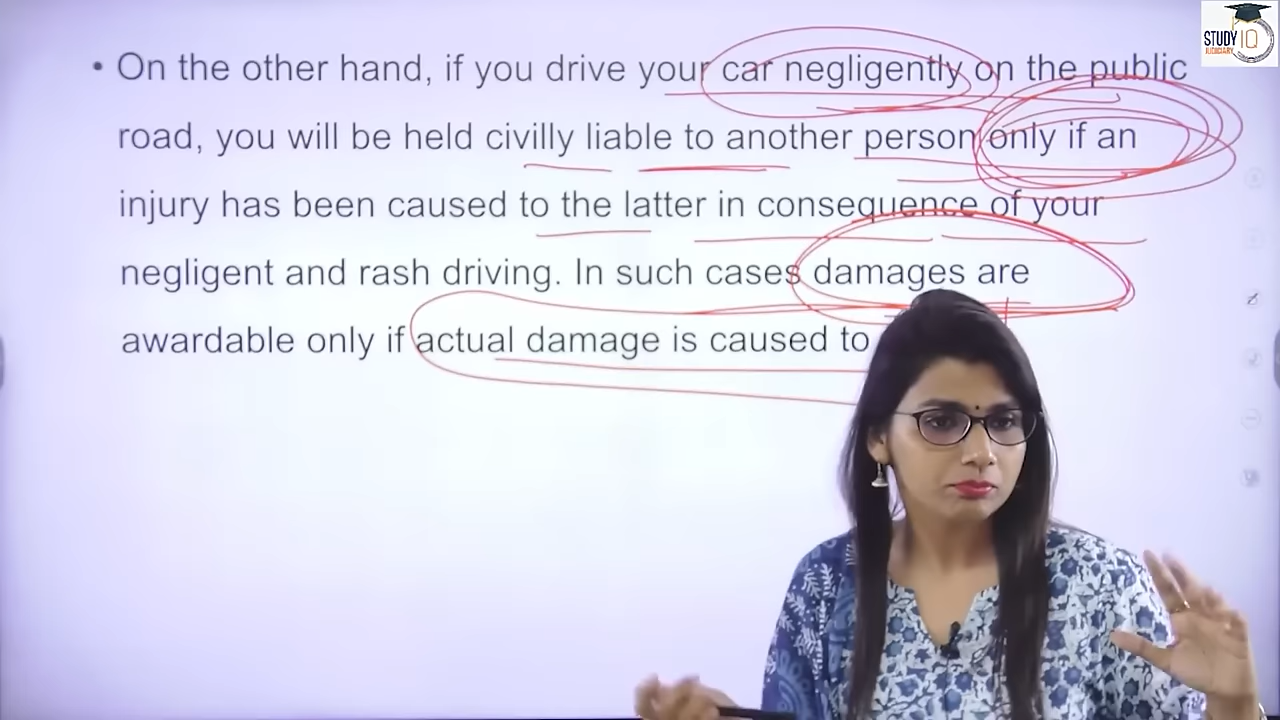 • On the other hand, if you drive your car negligently on the public
road, you will be held civilly liable to another person only if an
injury has been caused to the latter in consequence of your
negligent and rash driving. In such cases damages are
awardable only if actual damage is caused to
STUDY IQ
JUDICIARY